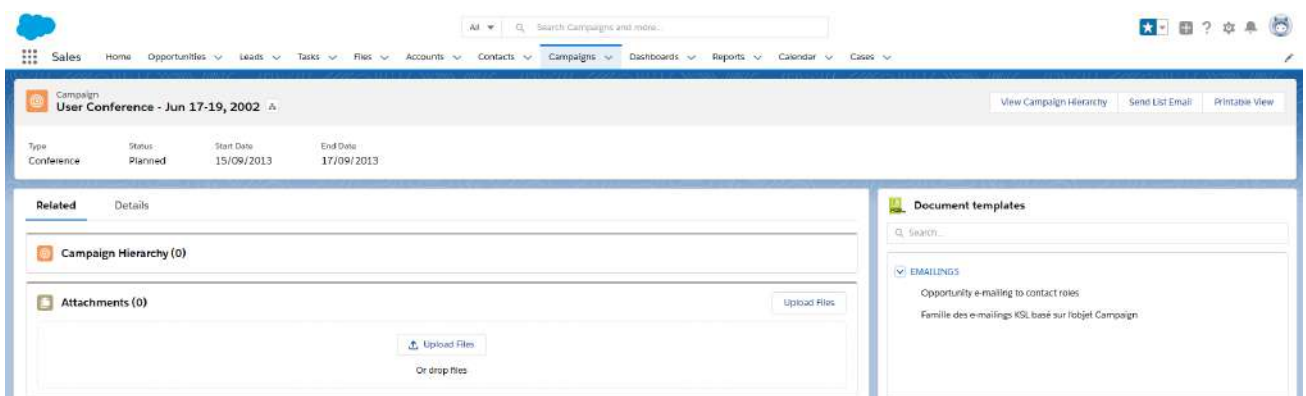 All Search Campaigns and more...
Sales Home Opportunities Leads Tasks Files Accounts Contacts Campaigns Dashboards Reports Calendar Cases
Campaign
User Conference - Jun 17-19, 2002
View Campaign Hierarchy Send List Email Printable View
Type Status Start Date End Date
Conference Planned 15/09/2013 17/09/2013
Related Details
Document templates
Search...
Campaign Hierarchy (0)
EMAILINGS
Opportunity e-mailing to contact roles
Attachments (0) Upload Files
Famille des e-mailings KSL basé sur l'objet Campaign
Upload Files
Or drop files